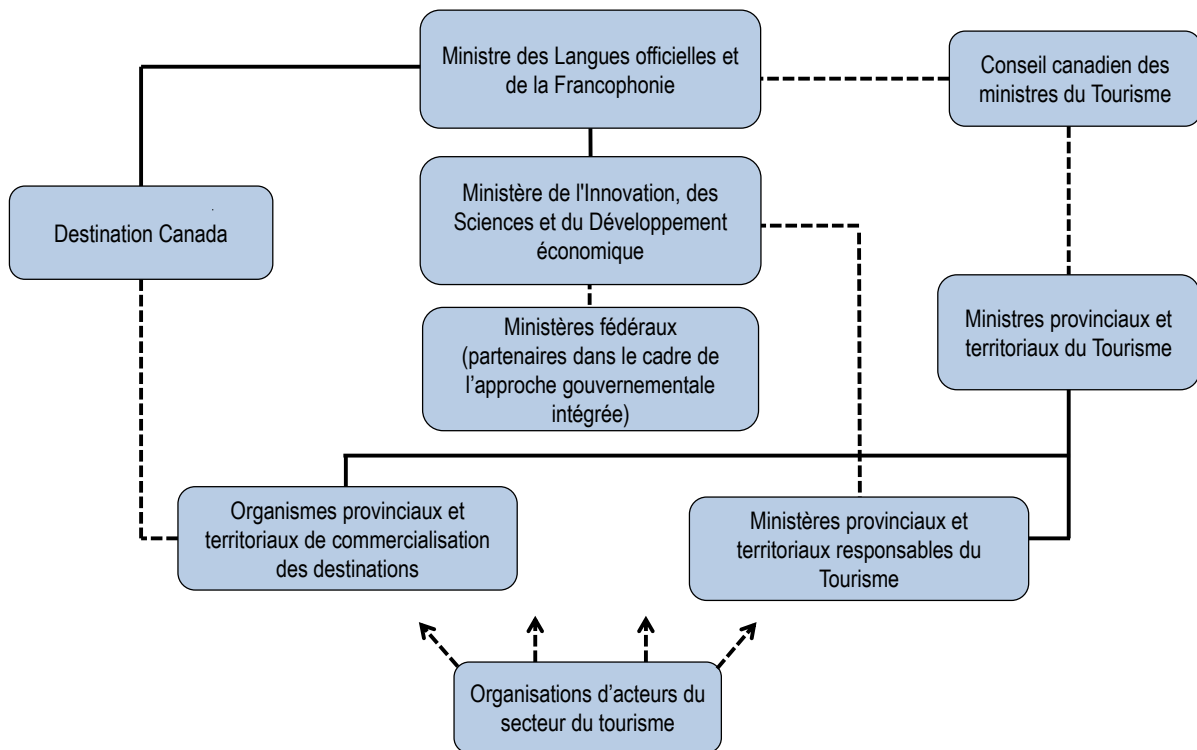 Ministre des Langues officielles et
de la Francophonie
Conseil canadien des
ministres du Tourisme
Destination Canada
Ministère de l'Innovation, des
Sciences et du Développement
économique
Ministères fédéraux
(partenaires dans le cadre de
l’approche gouvernementale
intégrée)
Ministres provinciaux et
territoriaux du Tourisme
Organismes provinciaux et
territoriaux de commercialisation
des destinations
Ministères provinciaux et
territoriaux responsables du
Tourisme
Organisations d’acteurs du
secteur du tourisme